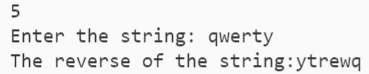 5
Enter the string: qwerty
The reverse of the string:ytrewq